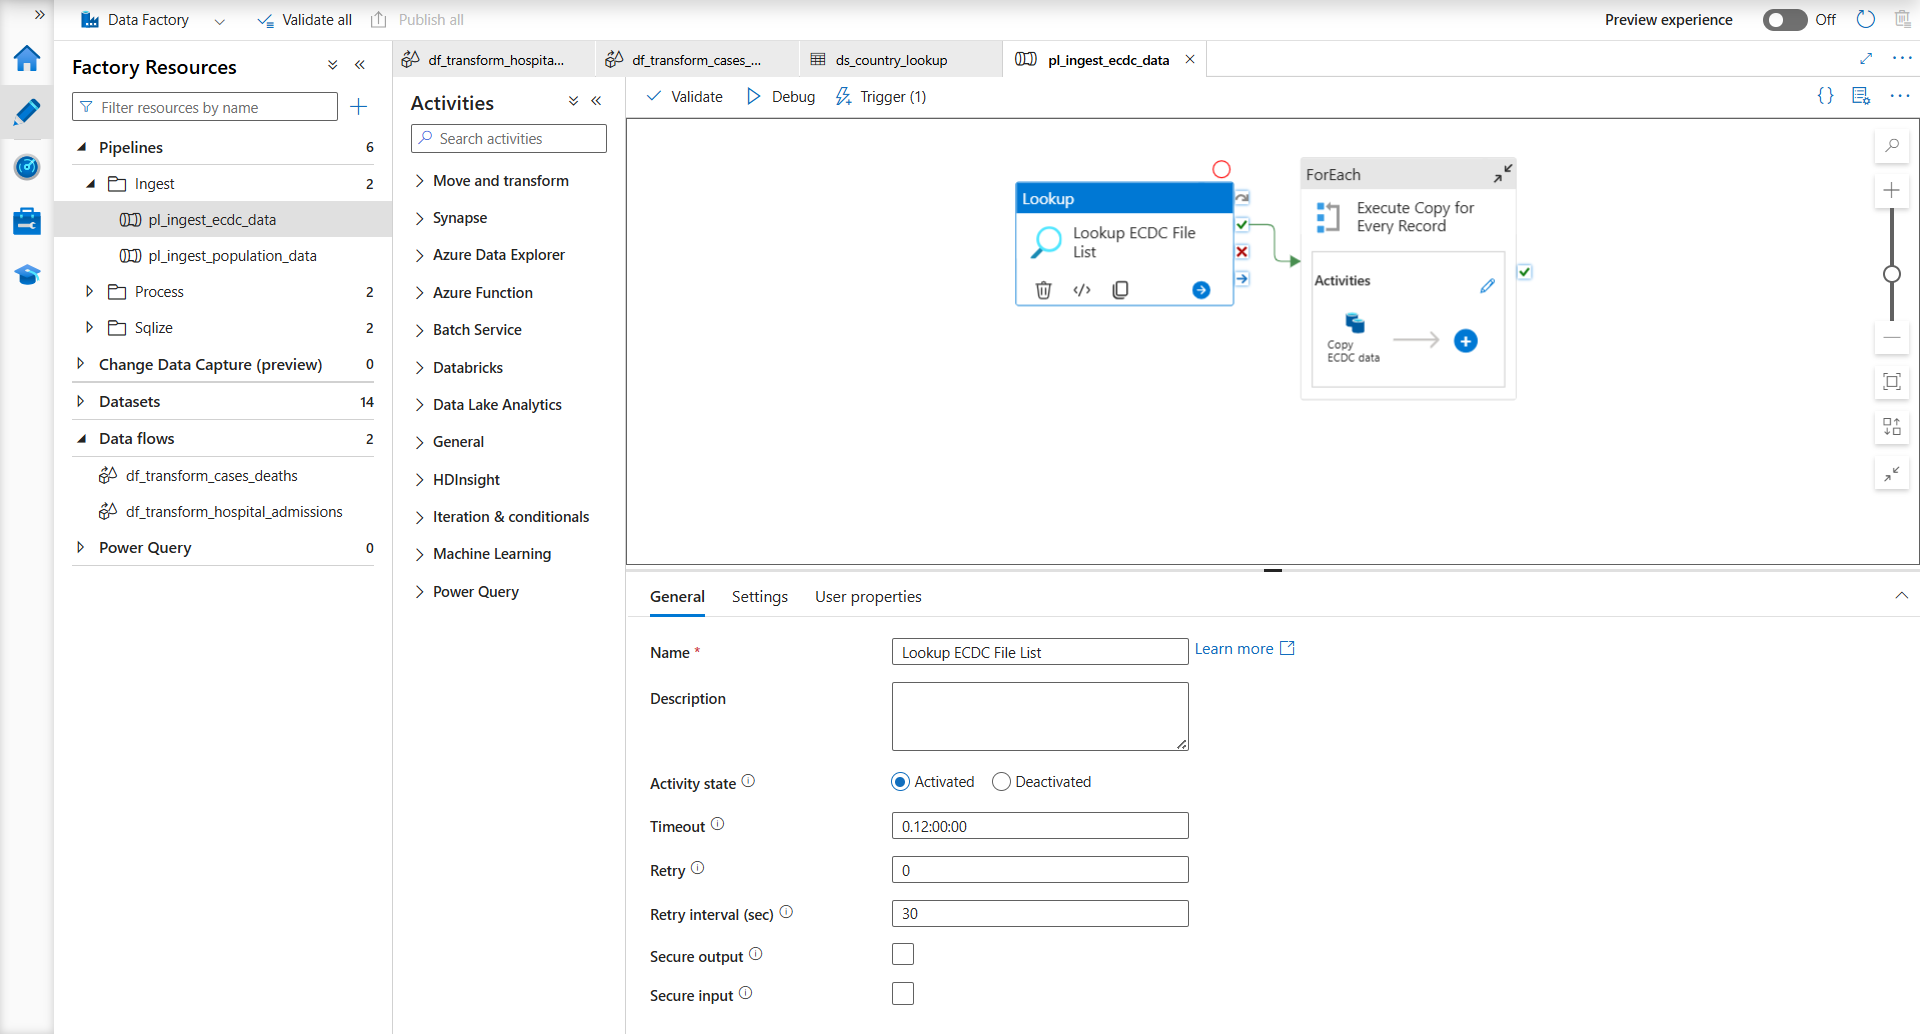 Data Factory
Validate all
Publish all
Preview experience
Off
Factory Resources
Filter resources by name
Pipelines 6
Ingest 2
pl_ingest_ecdc_data
pl_ingest_population_data
Process 2
Sqlize 2
Change Data Capture (preview) 0
Datasets 14
Data flows 2
df_transform_cases_deaths
df_transform_hospital_admissions
Power Query 0
df_transform_hospita...
df_transform_cases_...
ds_country_lookup
pl_ingest_ecdc_data
Activities
Search activities
Move and transform
Synapse
Azure Data Explorer
Azure Function
Batch Service
Databricks
Data Lake Analytics
General
HDInsight
Iteration & conditionals
Machine Learning
Power Query
Validate
Debug
Trigger (1)
Lookup
Lookup ECDC File
List
ForEach
Execute Copy for
Every Record
Activities
Copy
ECDC data
General
Settings
User properties
Name *
Lookup ECDC File List
Learn more
Description
Activity state
Activated
Deactivated
Timeout
0.12:00:00
Retry
0
Retry interval (sec)
30
Secure output
Secure input